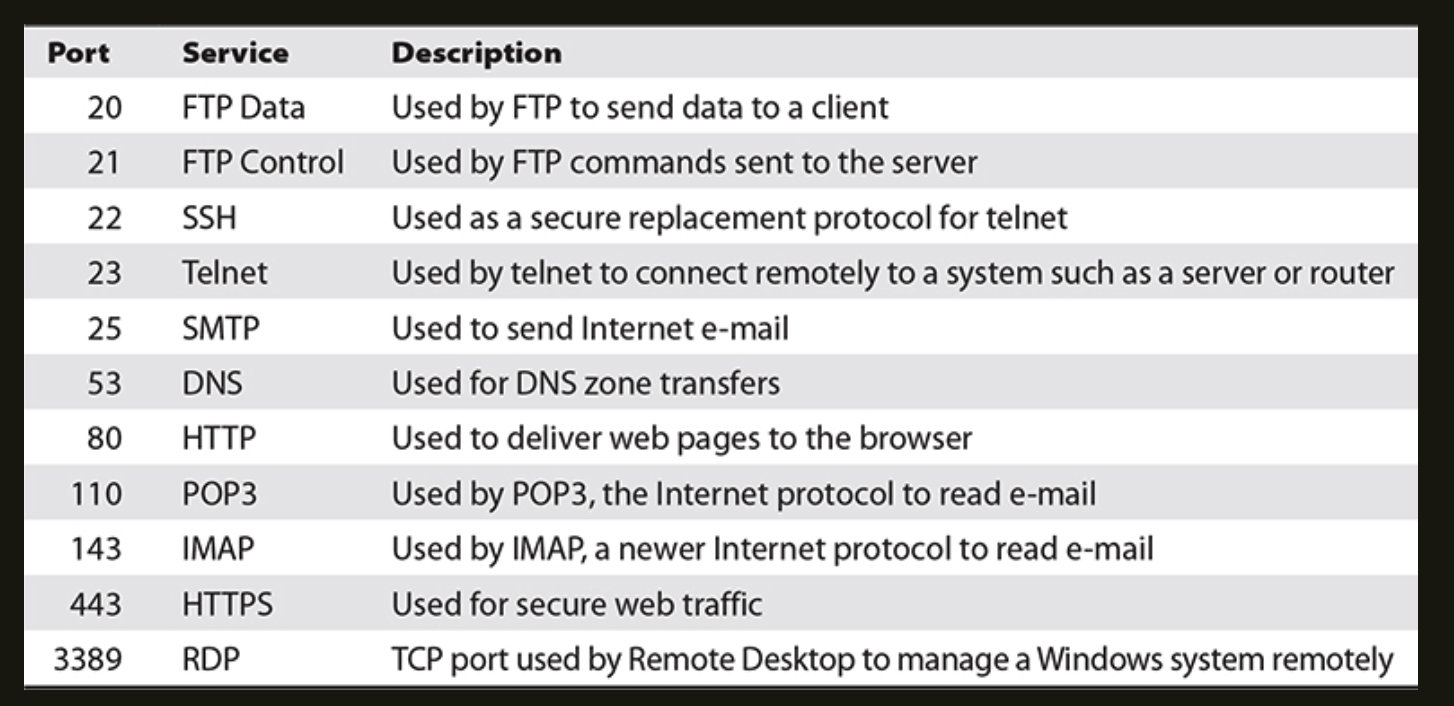 Port Service Description
20 FTP Data Used by FTP to send data to a client
21 FTP Control Used by FTP commands sent to the server
22 SSH Used as a secure replacement protocol for telnet
23 Telnet Used by telnet to connect remotely to a system such as a server or router
25 SMTP Used to send Internet e-mail
53 DNS Used for DNS zone transfers
80 HTTP Used to deliver web pages to the browser
110 POP3 Used by POP3, the Internet protocol to read e-mail
143 IMAP Used by IMAP, a newer Internet protocol to read e-mail
443 HTTPS Used for secure web traffic
3389 RDP TCP port used by Remote Desktop to manage a Windows system remotely